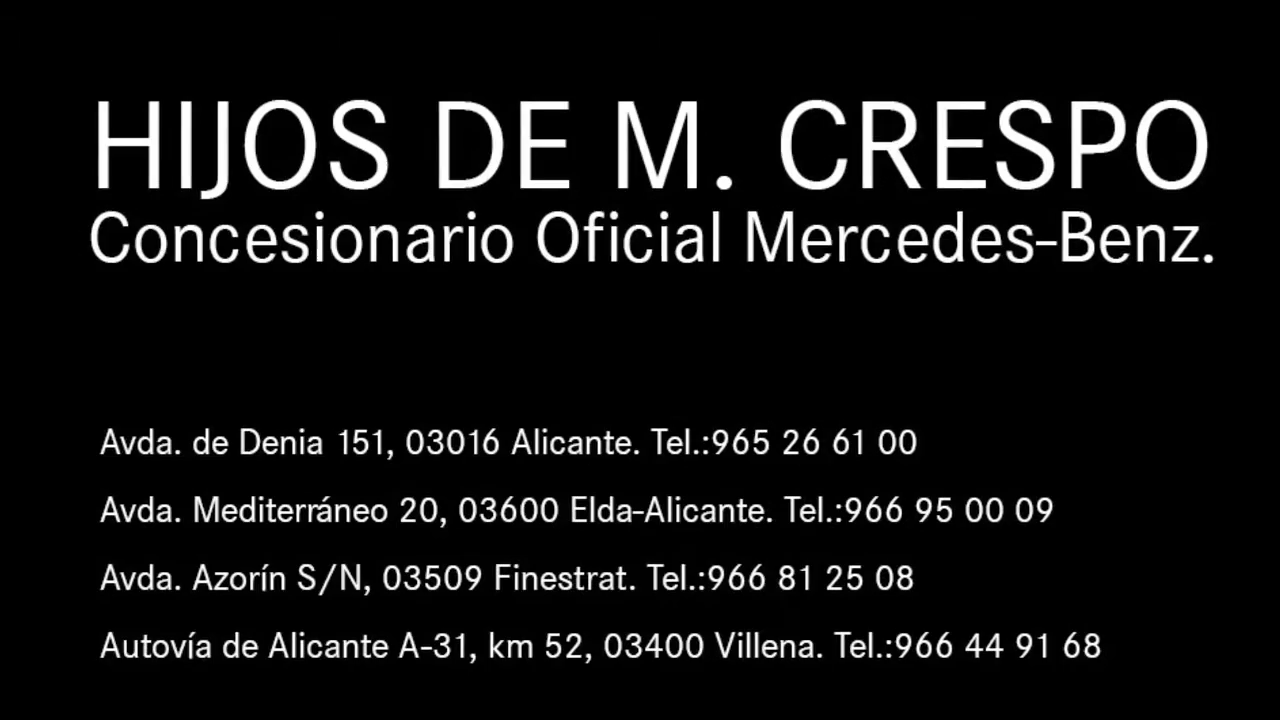 HIJOS DE M. CRESPO
Concesionario Oficial Mercedes-Benz.
Avda. de Denia 151, 03016 Alicante. Tel.:965 26 61 00
Avda. Mediterráneo 20, 03600 Elda-Alicante. Tel.:966 95 00 09
Avda. Azorín S/N, 03509 Finestrat. Tel.:966 81 25 08
Autovía de Alicante A-31, km 52, 03400 Villena. Tel.:966 44 91 68